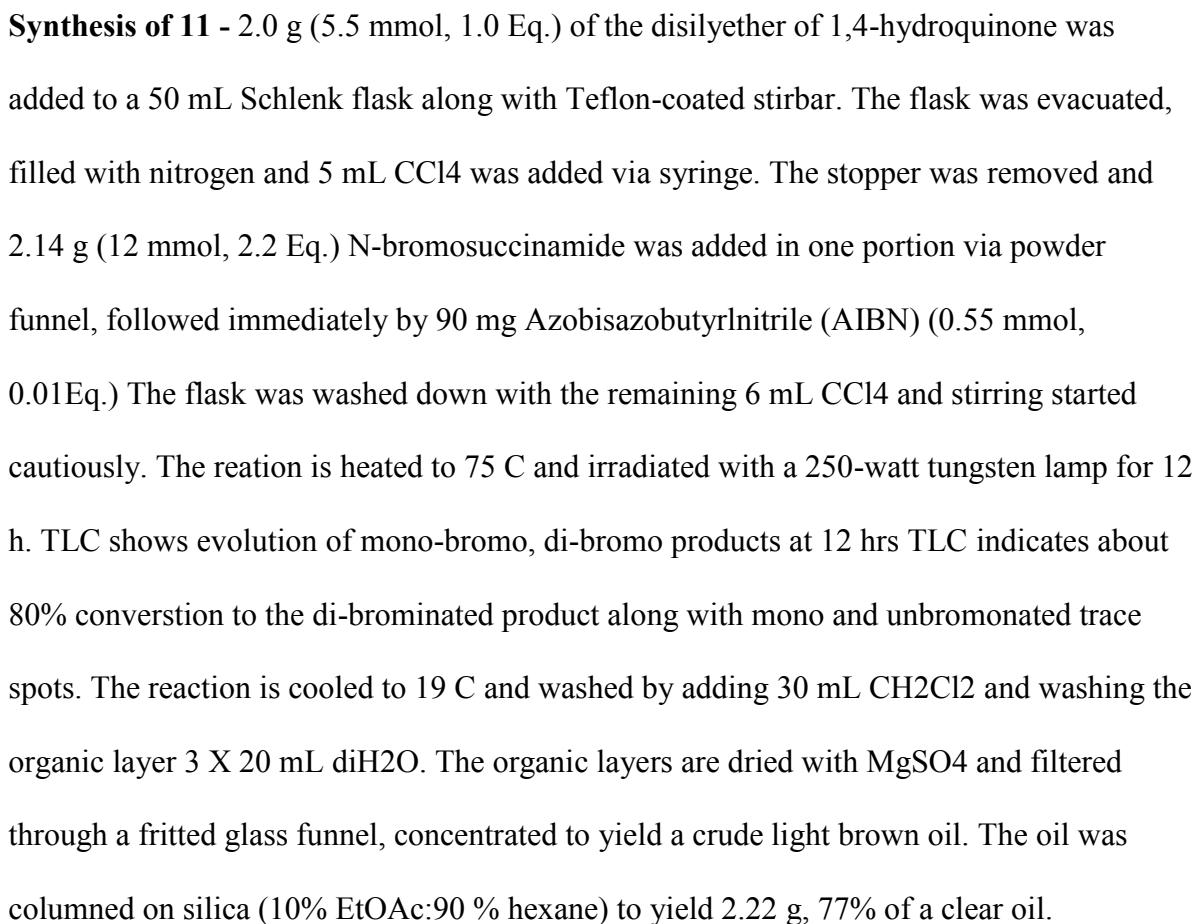 Synthesis of 11 - 2.0 g (5.5 mmol, 1.0 Eq.) of the disilyether of 1,4-hydroquinone was
added to a 50 mL Schlenk flask along with Teflon-coated stirbar. The flask was evacuated,
filled with nitrogen and 5 mL CCl4 was added via syringe. The stopper was removed and
2.14 g (12 mmol, 2.2 Eq.) N-bromosuccinamide was added in one portion via powder
funnel, followed immediately by 90 mg Azobisazobutyrlnitrile (AIBN) (0.55 mmol,
0.01Eq.) The flask was washed down with the remaining 6 mL CCl4 and stirring started
cautiously. The reation is heated to 75 C and irradiated with a 250-watt tungsten lamp for 12
h. TLC shows evolution of mono-bromo, di-bromo products at 12 hrs TLC indicates about
80% converstion to the di-brominated product along with mono and unbromonated trace
spots. The reaction is cooled to 19 C and washed by adding 30 mL CH2Cl2 and washing the
organic layer 3 X 20 mL diH2O. The organic layers are dried with MgSO4 and filtered
through a fritted glass funnel, concentrated to yield a crude light brown oil. The oil was
columned on silica (10% EtOAc:90 % hexane) to yield 2.22 g, 77% of a clear oil.